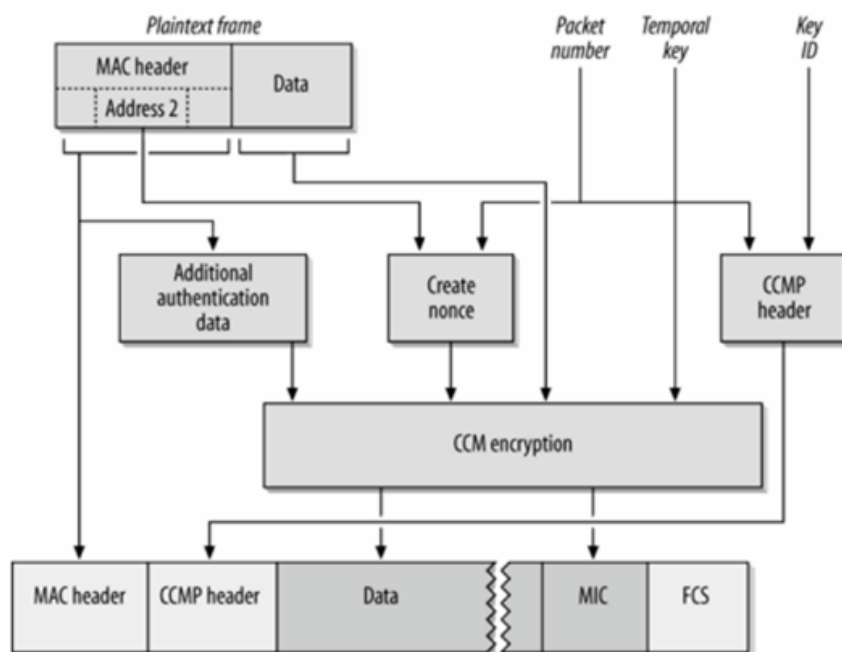 Plaintext frame
Packet number
Temporal key
Key ID
MAC header
Data
Address 2
Additional authentication data
Create nonce
CCMP header
CCM encryption
MAC header
CCMP header
Data
MIC
FCS